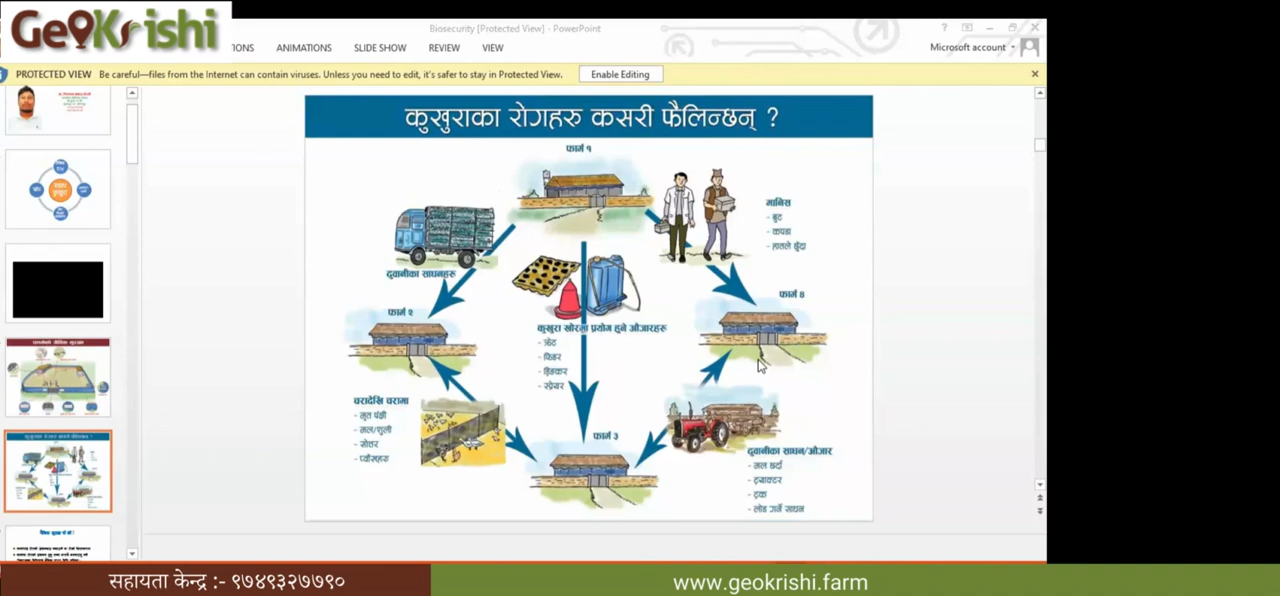 GeoKrishi
Biosecurity [Protected View] - PowerPoint
IONS ANIMATIONS SLIDE SHOW REVIEW VIEW
Microsoft account
PROTECTED VIEW Be careful—files from the Internet can contain viruses. Unless you need to edit, it's safer to stay in Protected View. Enable Editing
कुखुराका रोगहरु कसरी फैलिन्छन् ?
फार्म १
मानिस
- बुट
- कपडा
- हातले छुँदा
ढुवानीका साधनहरु
फार्म २
फार्म ४
कुखुरा खोरमा प्रयोग हुने औजारहरु
- क्रेट
- फिडर
- ड्रिंकर
- स्प्रेयर
चरादेखि चरामा
- मृत पंक्षी
- मल/सुली
- सोत्तर
- प्वाँखहरु
फार्म ३
ढुवानीका साधन/औजार
- मल छर्दा
- ट्र्याक्टर
- ट्रक
- लोड गर्ने साधन
सहायता केन्द्र :- ९७४९३२७७९०
www.geokrishi.farm